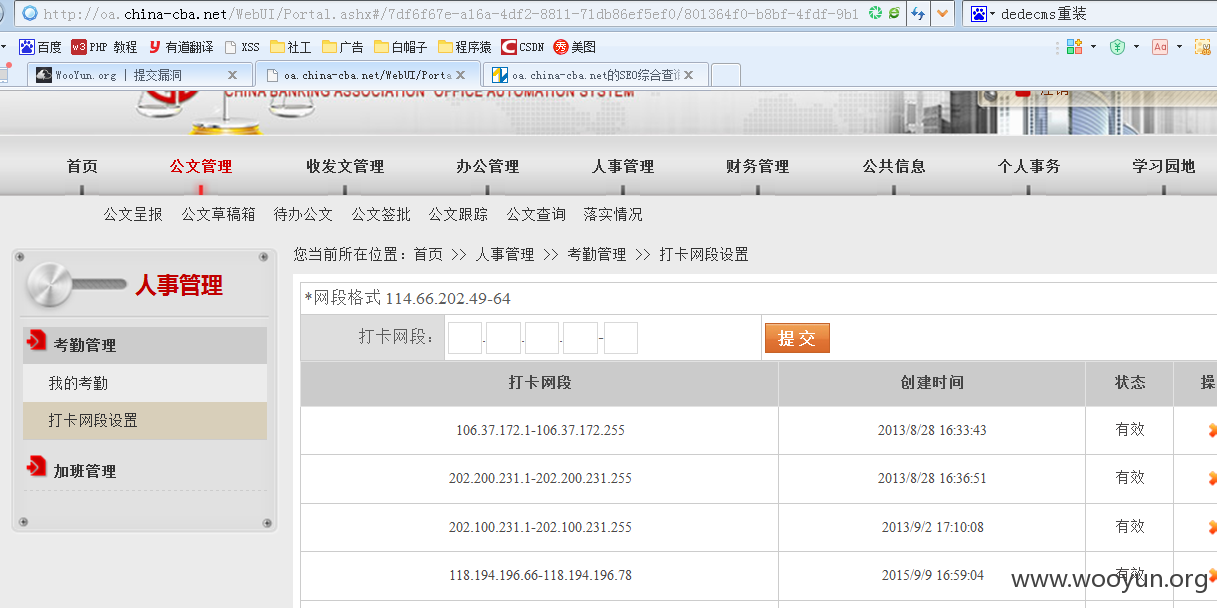 http://oa.china-cba.net/WebUI/Portal.ashx#/7df6f67e-a16a-4df2-8811-71db86ef5ef0/801364f0-b8bf-4fdf-9b1 dedecms重装
百度 PHP 教程 有道翻译 XSS 社工 广告 白帽子 程序猿 CSDN 美图
WooYun.org | 提交漏洞 oa.china-cba.net/WebUI/Porta oa.china-cba.net的SEO综合查询
CHINA BANKING ASSOCIATION OFFICE AUTOMATION SYSTEM 注销
首页 公文管理 收发文管理 办公管理 人事管理 财务管理 公共信息 个人事务 学习园地
公文呈报 公文草稿箱 待办公文 公文签批 公文跟踪 公文查询 落实情况
您当前所在位置：首页 >> 人事管理 >> 考勤管理 >> 打卡网段设置
人事管理
考勤管理
我的考勤
打卡网段设置
加班管理
*网段格式 114.66.202.49-64
打卡网段： . . . - 提交
打卡网段 创建时间 状态 操
106.37.172.1-106.37.172.255 2013/8/28 16:33:43 有效
202.200.231.1-202.200.231.255 2013/8/28 16:36:51 有效
202.100.231.1-202.100.231.255 2013/9/2 17:10:08 有效
118.194.196.66-118.194.196.78 2015/9/9 16:59:04 有效
www.wooyun.org